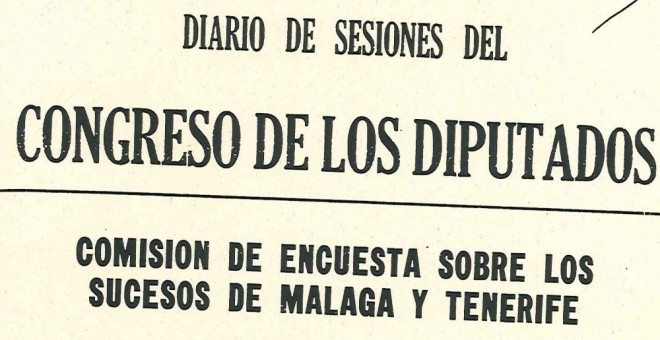 DIARIO DE SESIONES DEL
CONGRESO DE LOS DIPUTADOS
COMISION DE ENCUESTA SOBRE LOS
SUCESOS DE MALAGA Y TENERIFE